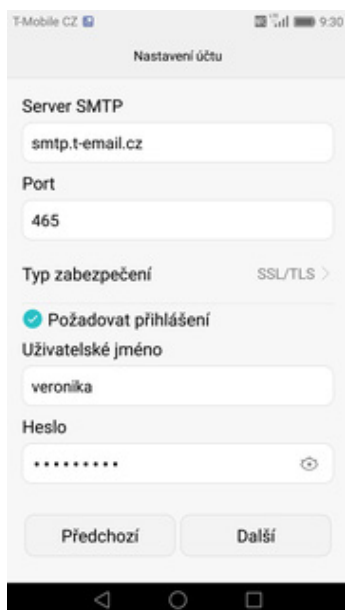 T-Mobile CZ
9:30
Nastavení účtu
Server SMTP
smtp.t-email.cz
Port
465
Typ zabezpečení SSL/TLS
Požadovat přihlášení
Uživatelské jméno
veronika
Heslo
•••••••••
Předchozí Další